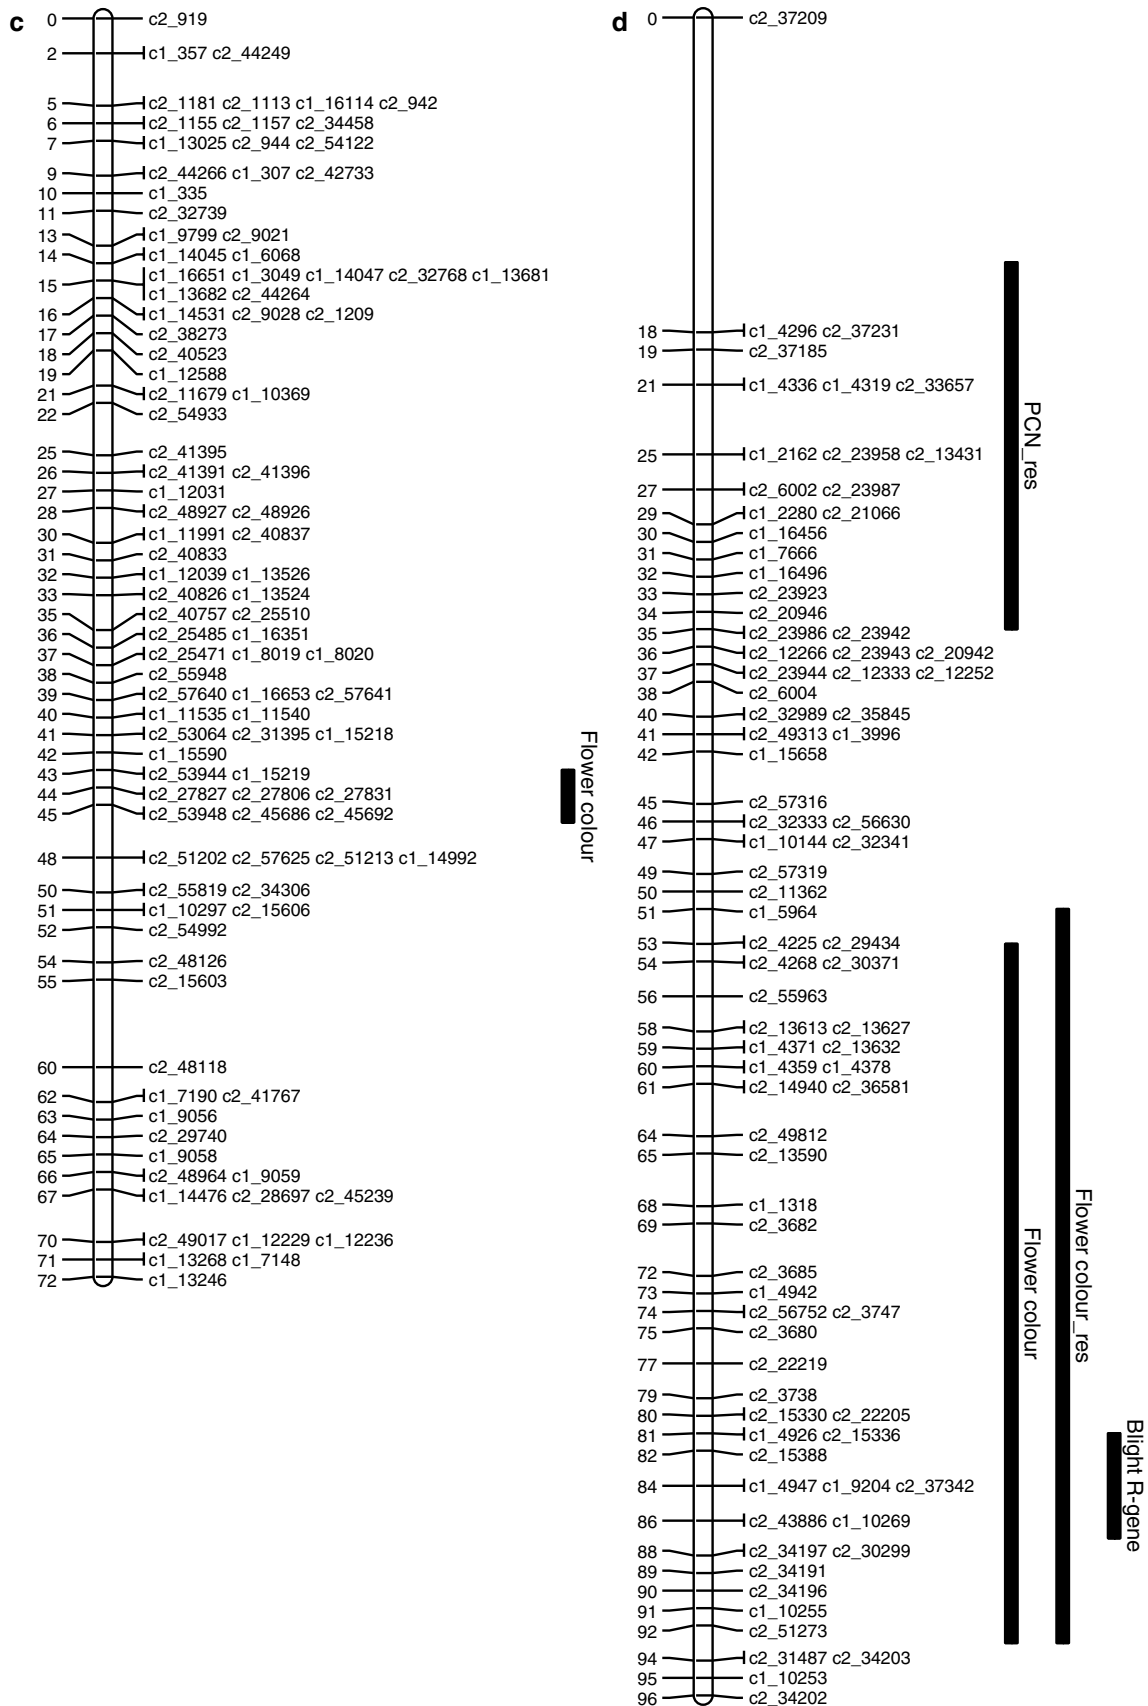 c
0 c2_919
2 c1_357 c2_44249
5 c2_1181 c2_1113 c1_16114 c2_942
6 c2_1155 c2_1157 c2_34458
7 c1_13025 c2_944 c2_54122
9 c2_44266 c1_307 c2_42733
10 c1_335
11 c2_32739
13 c1_9799 c2_9021
14 c1_14045 c1_6068
15 c1_16651 c1_3049 c1_14047 c2_32768 c1_13681
c1_13682 c2_44264
16 c1_14531 c2_9028 c2_1209
17 c2_38273
18 c2_40523
19 c1_12588
21 c2_11679 c1_10369
22 c2_54933
25 c2_41395
26 c2_41391 c2_41396
27 c1_12031
28 c2_48927 c2_48926
30 c1_11991 c2_40837
31 c2_40833
32 c1_12039 c1_13526
33 c2_40826 c1_13524
35 c2_40757 c2_25510
36 c2_25485 c1_16351
37 c2_25471 c1_8019 c1_8020
38 c2_55948
39 c2_57640 c1_16653 c2_57641
40 c1_11535 c1_11540
41 c2_53064 c2_31395 c1_15218
42 c1_15590
43 c2_53944 c1_15219
44 c2_27827 c2_27806 c2_27831
45 c2_53948 c2_45686 c2_45692
48 c2_51202 c2_57625 c2_51213 c1_14992
50 c2_55819 c2_34306
51 c1_10297 c2_15606
52 c2_54992
54 c2_48126
55 c2_15603
60 c2_48118
62 c1_7190 c2_41767
63 c1_9056
64 c2_29740
65 c1_9058
66 c2_48964 c1_9059
67 c1_14476 c2_28697 c2_45239
70 c2_49017 c1_12229 c1_12236
71 c1_13268 c1_7148
72 c1_13246
Flower colour
d
0 c2_37209
18 c1_4296 c2_37231
19 c2_37185
21 c1_4336 c1_4319 c2_33657
25 c1_2162 c2_23958 c2_13431
27 c2_6002 c2_23987
29 c1_2280 c2_21066
30 c1_16456
31 c1_7666
32 c1_16496
33 c2_23923
34 c2_20946
35 c2_23986 c2_23942
36 c2_12266 c2_23943 c2_20942
37 c2_23944 c2_12333 c2_12252
38 c2_6004
40 c2_32989 c2_35845
41 c2_49313 c1_3996
42 c1_15658
45 c2_57316
46 c2_32333 c2_56630
47 c1_10144 c2_32341
49 c2_57319
50 c2_11362
51 c1_5964
53 c2_4225 c2_29434
54 c2_4268 c2_30371
56 c2_55963
58 c2_13613 c2_13627
59 c1_4371 c2_13632
60 c1_4359 c1_4378
61 c2_14940 c2_36581
64 c2_49812
65 c2_13590
68 c1_1318
69 c2_3682
72 c2_3685
73 c1_4942
74 c2_56752 c2_3747
75 c2_3680
77 c2_22219
79 c2_3738
80 c2_15330 c2_22205
81 c1_4926 c2_15336
82 c2_15388
84 c1_4947 c1_9204 c2_37342
86 c2_43886 c1_10269
88 c2_34197 c2_30299
89 c2_34191
90 c2_34196
91 c1_10255
92 c2_51273
94 c2_31487 c2_34203
95 c1_10253
96 c2_34202
PCN_res
Flower colour
Flower colour_res
Blight R-gene